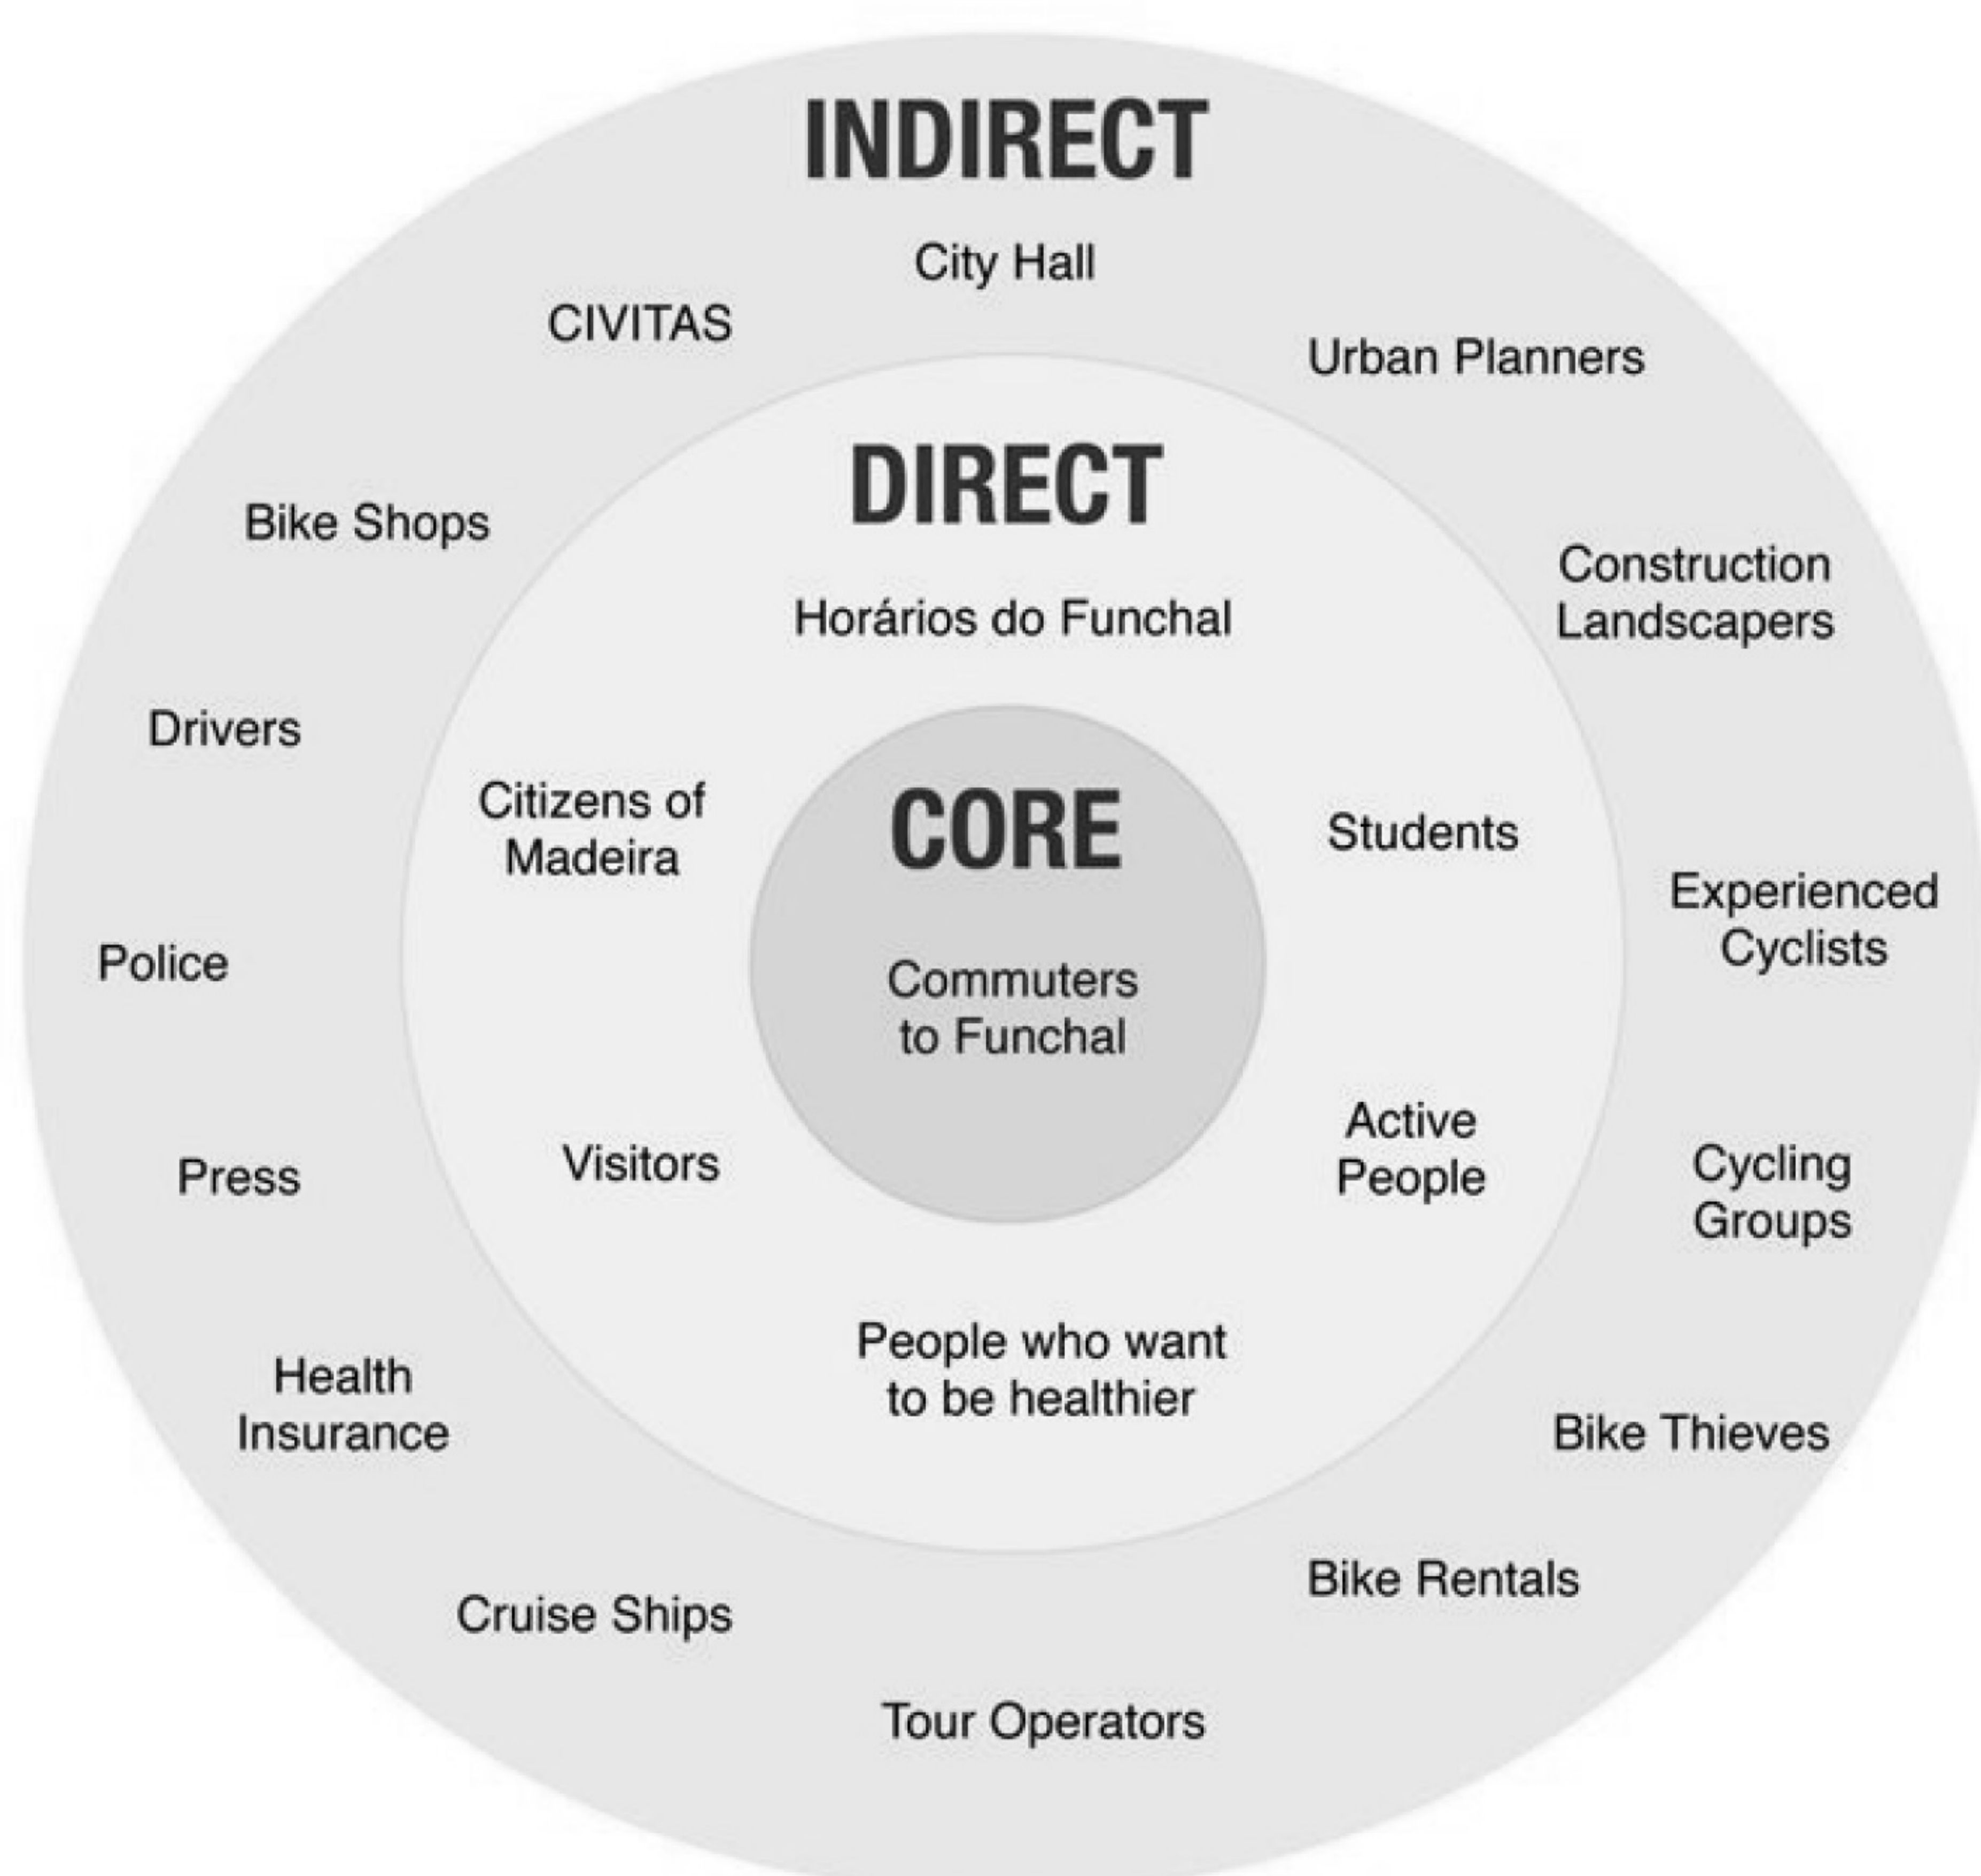 INDIRECT
City Hall
CIVITAS
Urban Planners
Bike Shops
Construction
Landscapers
Drivers
Experienced
Cyclists
Police
Press
Cycling
Groups
Health
Insurance
Bike Thieves
Cruise Ships
Bike Rentals
Tour Operators
DIRECT
Horários do Funchal
Citizens of
Madeira
Students
Visitors
Active
People
People who want
to be healthier
CORE
Commuters
to Funchal